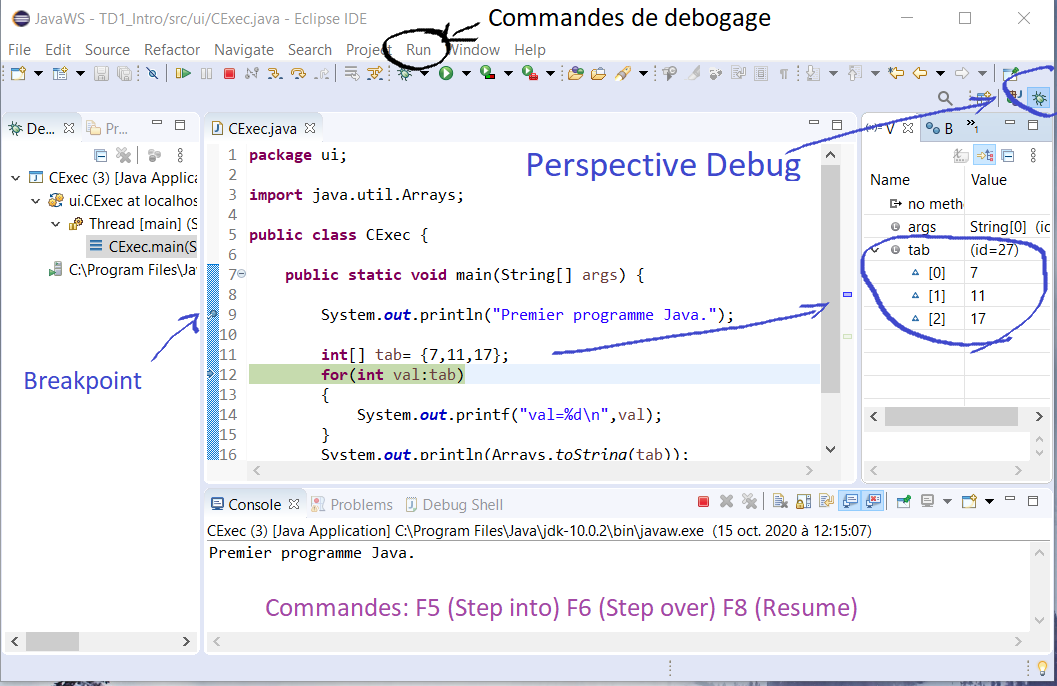 JavaWS - TD1_Intro/src/ui/CExec.java - Eclipse IDE
Commandes de debogage
File Edit Source Refactor Navigate Search Project Run Window Help
De...
Pr...
CExec (3) [Java Applica
ui.CExec at localhos
Thread [main] (S
CExec.main(S
C:\Program Files\Ja
CExec.java
1 package ui;
2
3 import java.util.Arrays;
4
5 public class CExec {
6
7 public static void main(String[] args) {
8
9 System.out.println("Premier programme Java.");
10
11 int[] tab= {7,11,17};
12 for(int val:tab)
13 {
14 System.out.printf("val=%d\n",val);
15 }
16 System.out.println(Arrays.toString(tab));
Perspective Debug
Breakpoint
(x)= V
B
»1
Name Value
no meth
args String[0] (ic
tab (id=27)
[0] 7
[1] 11
[2] 17
Console Problems Debug Shell
CExec (3) [Java Application] C:\Program Files\Java\jdk-10.0.2\bin\javaw.exe (15 oct. 2020 à 12:15:07)
Premier programme Java.
Commandes: F5 (Step into) F6 (Step over) F8 (Resume)